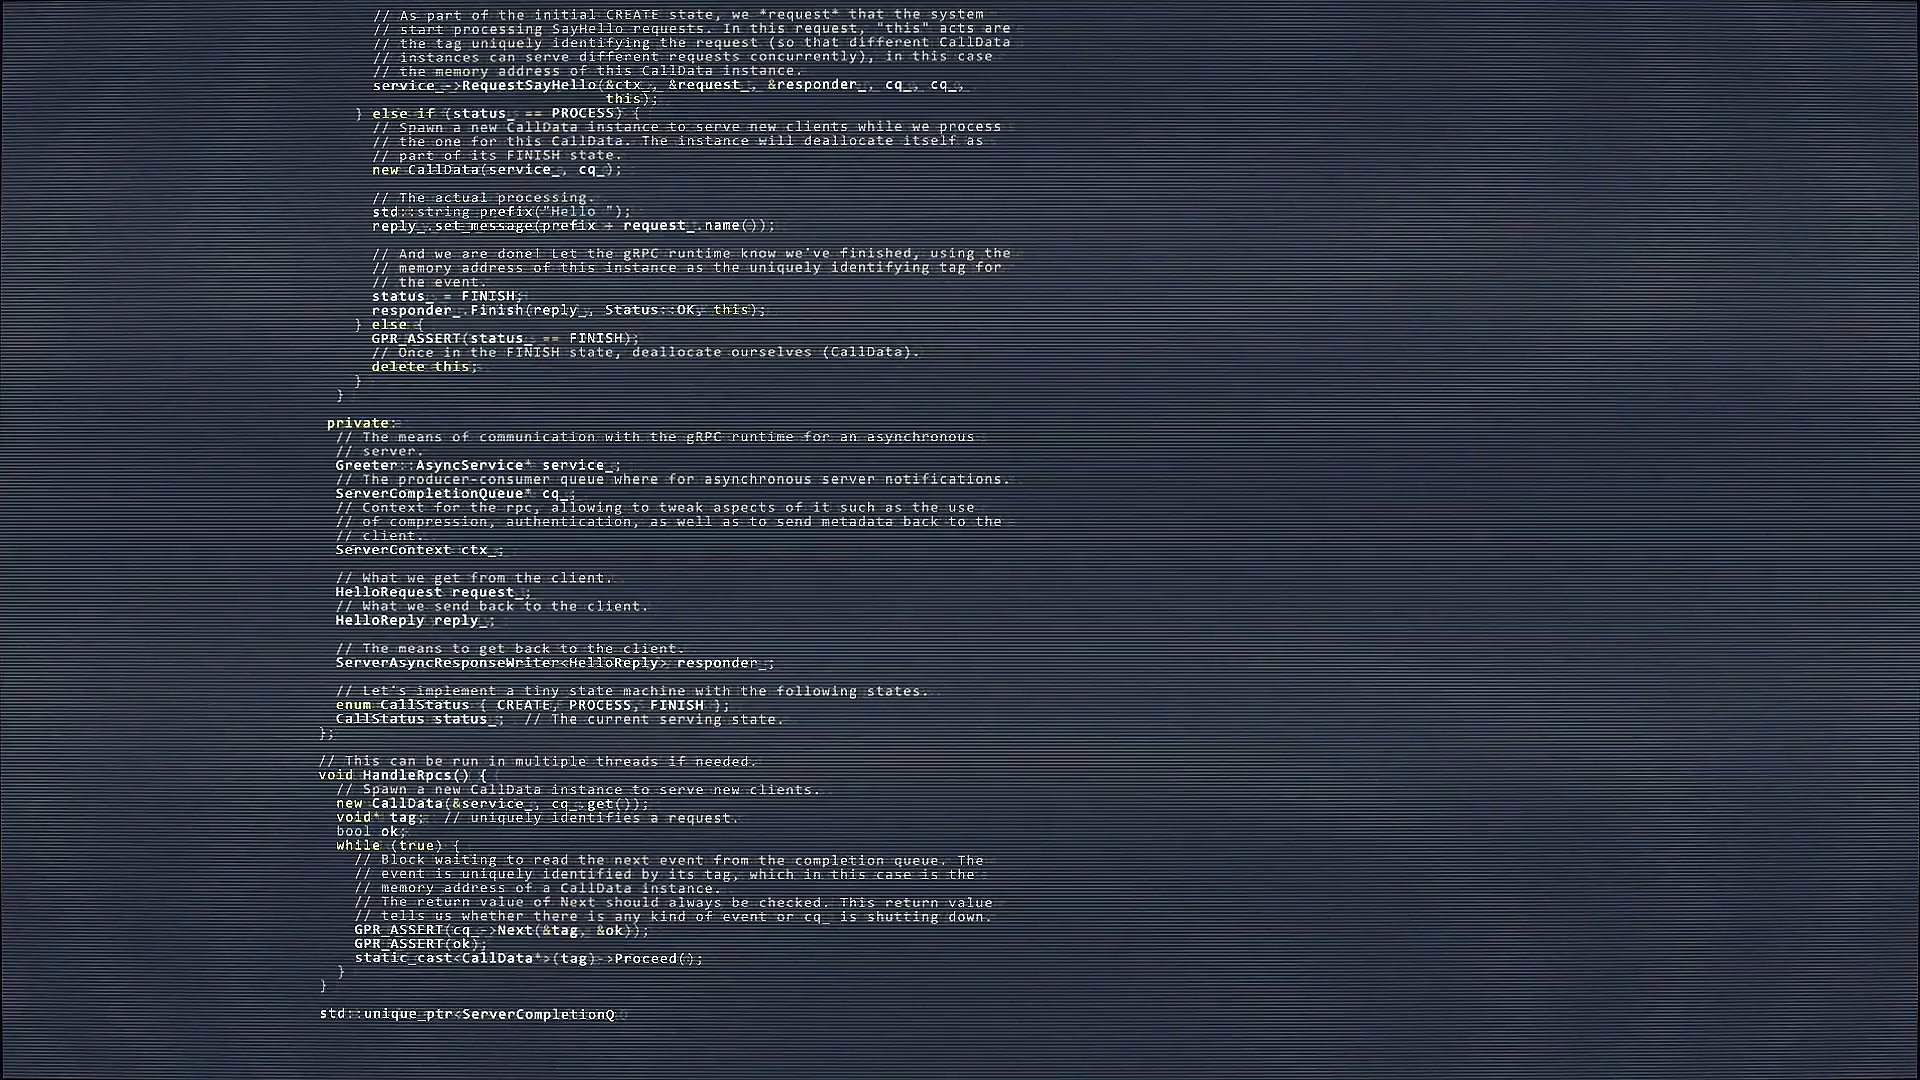 // As part of the initial CREATE state, we *request* that the system
// start processing SayHello requests. In this request, "this" acts are
// the tag uniquely identifying the request (so that different CallData
// instances can serve different requests concurrently), in this case
// the memory address of this CallData instance.
service_->RequestSayHello(&ctx_, &request_, &responder_, cq_, cq_,
this);
} else if (status_ == PROCESS) {
// Spawn a new CallData instance to serve new clients while we process
// the one for this CallData. The instance will deallocate itself as
// part of its FINISH state.
new CallData(service_, cq_);
// The actual processing.
std::string prefix("Hello ");
reply_.set_message(prefix + request_.name());
// And we are done! Let the gRPC runtime know we've finished, using the
// memory address of this instance as the uniquely identifying tag for
// the event.
status_ = FINISH;
responder_.Finish(reply_, Status::OK, this);
} else {
GPR_ASSERT(status_ == FINISH);
// Once in the FINISH state, deallocate ourselves (CallData).
delete this;
}
}
private:
// The means of communication with the gRPC runtime for an asynchronous
// server.
Greeter::AsyncService* service_;
// The producer-consumer queue where for asynchronous server notifications.
ServerCompletionQueue* cq_;
// Context for the rpc, allowing to tweak aspects of it such as the use
// of compression, authentication, as well as to send metadata back to the
// client.
ServerContext ctx_;
// What we get from the client.
HelloRequest request_;
// What we send back to the client.
HelloReply reply_;
// The means to get back to the client.
ServerAsyncResponseWriter<HelloReply> responder_;
// Let's implement a tiny state machine with the following states.
enum CallStatus { CREATE, PROCESS, FINISH };
CallStatus status_;  // The current serving state.
};
// This can be run in multiple threads if needed.
void HandleRpcs() {
// Spawn a new CallData instance to serve new clients.
new CallData(&service_, cq_.get());
void* tag;  // uniquely identifies a request.
bool ok;
while (true) {
// Block waiting to read the next event from the completion queue. The
// event is uniquely identified by its tag, which in this case is the
// memory address of a CallData instance.
// The return value of Next should always be checked. This return value
// tells us whether there is any kind of event or cq_ is shutting down.
GPR_ASSERT(cq_->Next(&tag, &ok));
GPR_ASSERT(ok);
static_cast<CallData*>(tag)->Proceed();
}
}
std::unique_ptr<ServerCompletionQ